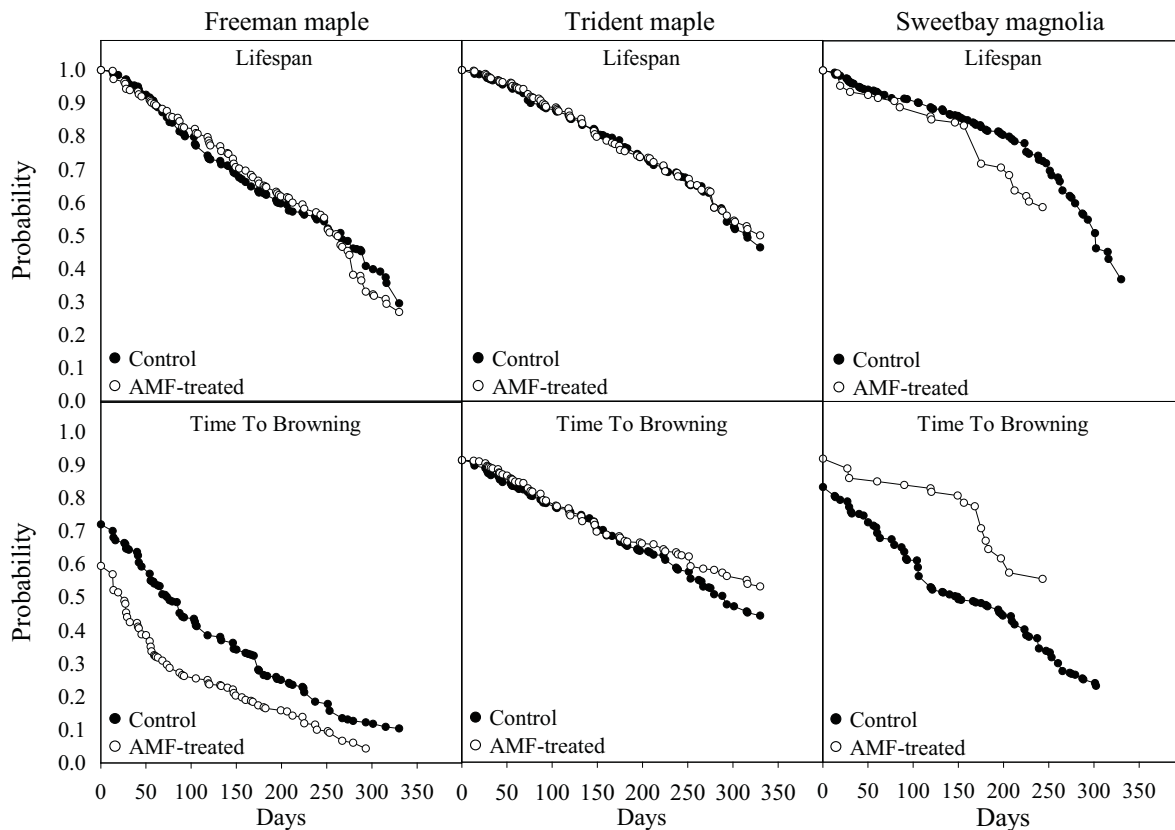 Freeman maple
Trident maple
Sweetbay magnolia
Lifespan
Lifespan
Lifespan
Probability
1.0
0.9
0.8
0.7
0.6
0.5
0.4
0.3
0.2
0.1
0.0
Control
AMF-treated
Control
AMF-treated
Control
AMF-treated
Time To Browning
Time To Browning
Time To Browning
Probability
1.0
0.9
0.8
0.7
0.6
0.5
0.4
0.3
0.2
0.1
0.0
Control
AMF-treated
Control
AMF-treated
Control
AMF-treated
0 50 100 150 200 250 300 350
0 50 100 150 200 250 300 350
0 50 100 150 200 250 300 350
Days
Days
Days